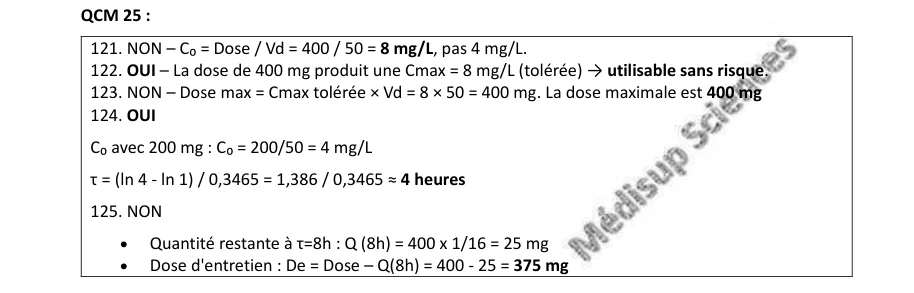 QCM 25 :
121. NON – C₀ = Dose / Vd = 400 / 50 = 8 mg/L, pas 4 mg/L.
122. OUI – La dose de 400 mg produit une Cmax = 8 mg/L (tolérée) → utilisable sans risque.
123. NON – Dose max = Cmax tolérée × Vd = 8 × 50 = 400 mg. La dose maximale est 400 mg
124. OUI
C₀ avec 200 mg : C₀ = 200/50 = 4 mg/L
τ = (ln 4 - ln 1) / 0,3465 = 1,386 / 0,3465 ≈ 4 heures
125. NON
• Quantité restante à τ=8h : Q (8h) = 400 x 1/16 = 25 mg
• Dose d'entretien : De = Dose – Q(8h) = 400 - 25 = 375 mg
Médisup Sciences